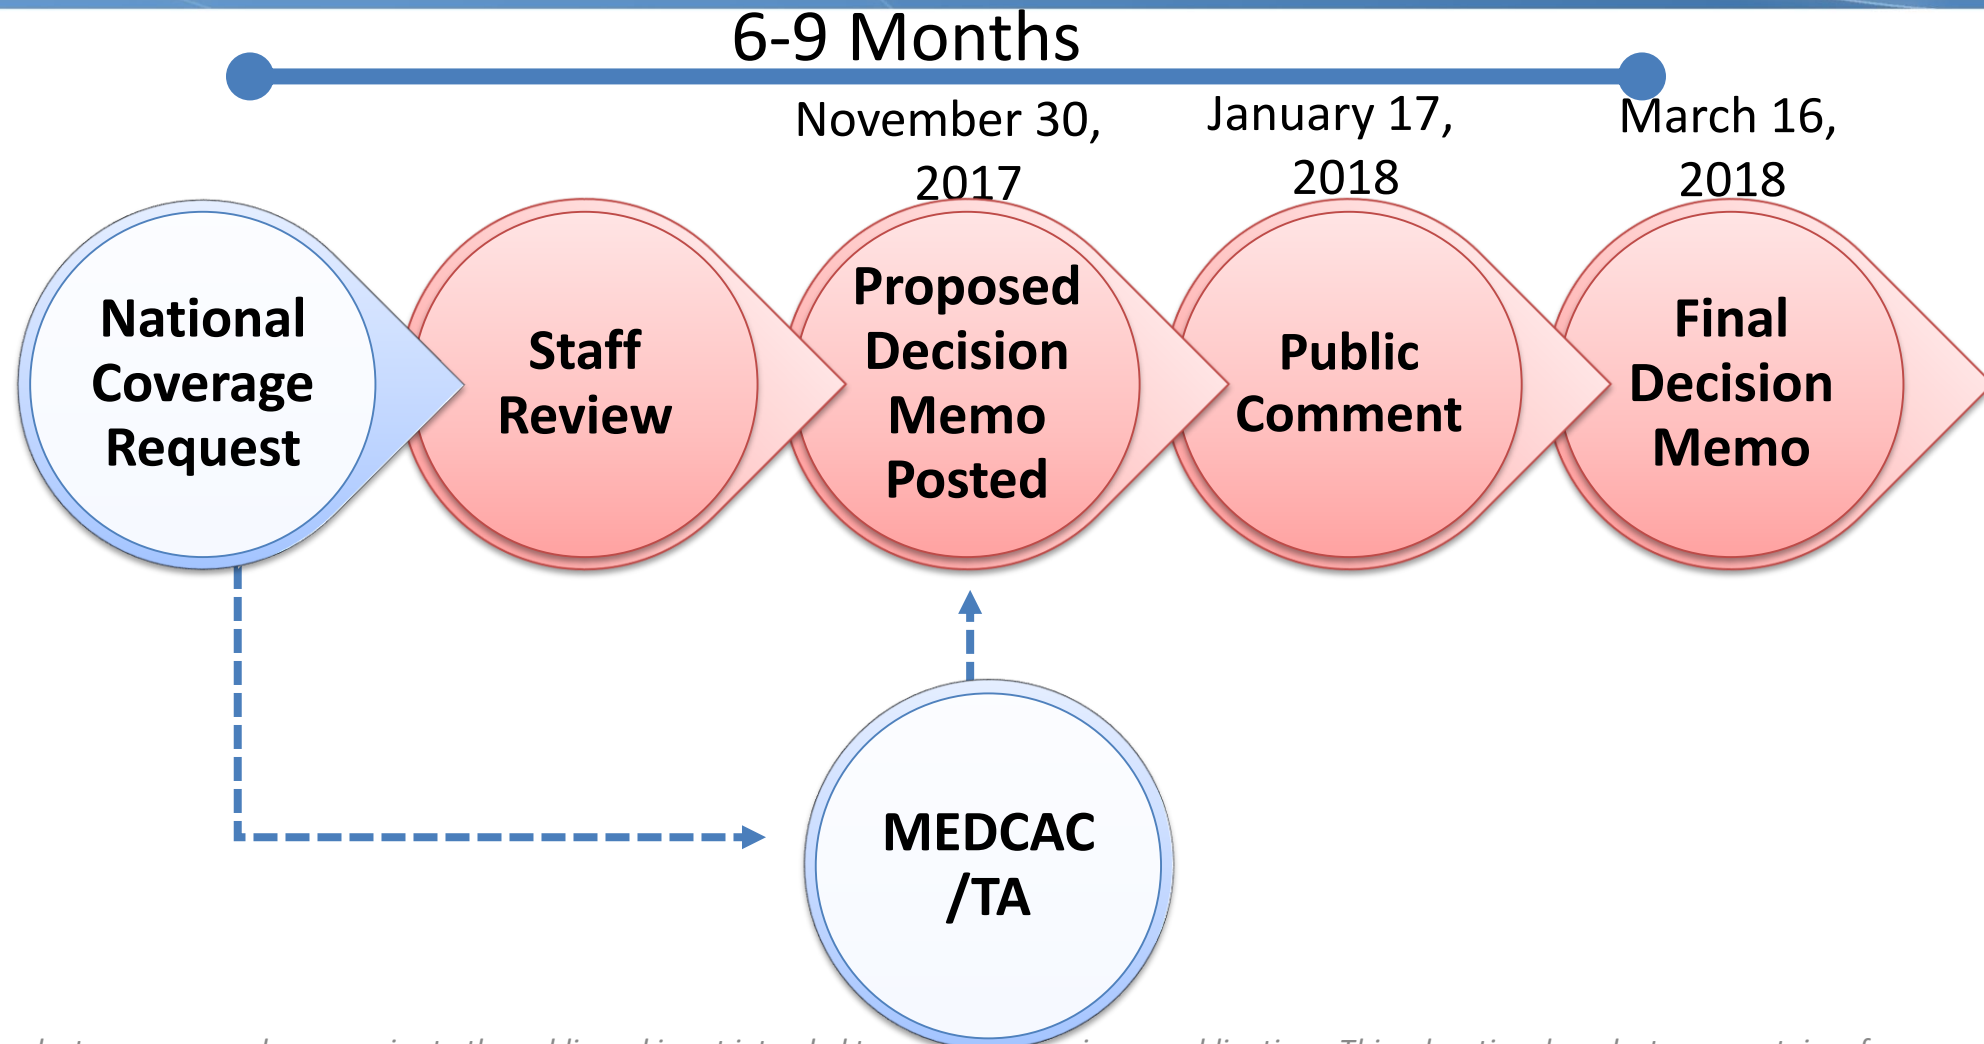 6-9 Months
November 30,
2017
January 17,
2018
March 16,
2018
National
Coverage
Request
Staff
Review
Proposed
Decision
Memo
Posted
Public
Comment
Final
Decision
Memo
MEDCAC
/TA